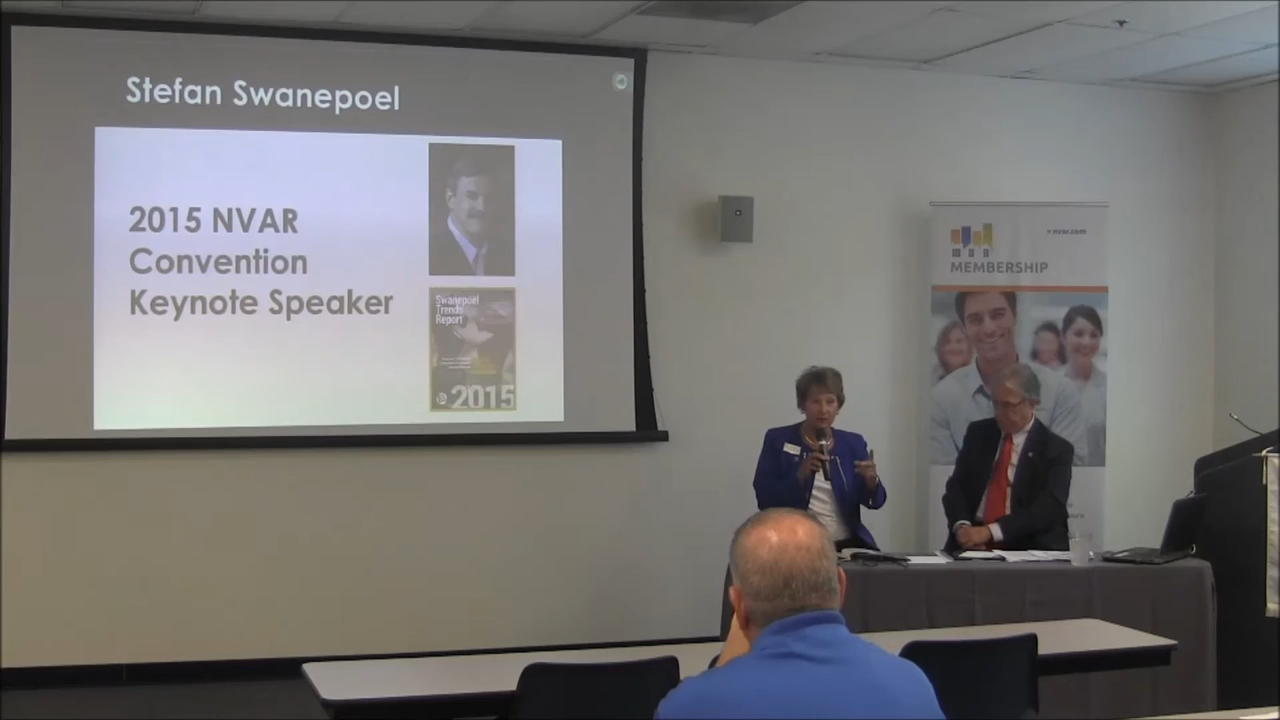 Stefan Swanepoel
2015 NVAR
Convention
Keynote Speaker
Swanepoel
Trends
Report
2015
nvar.com
MEMBERSHIP